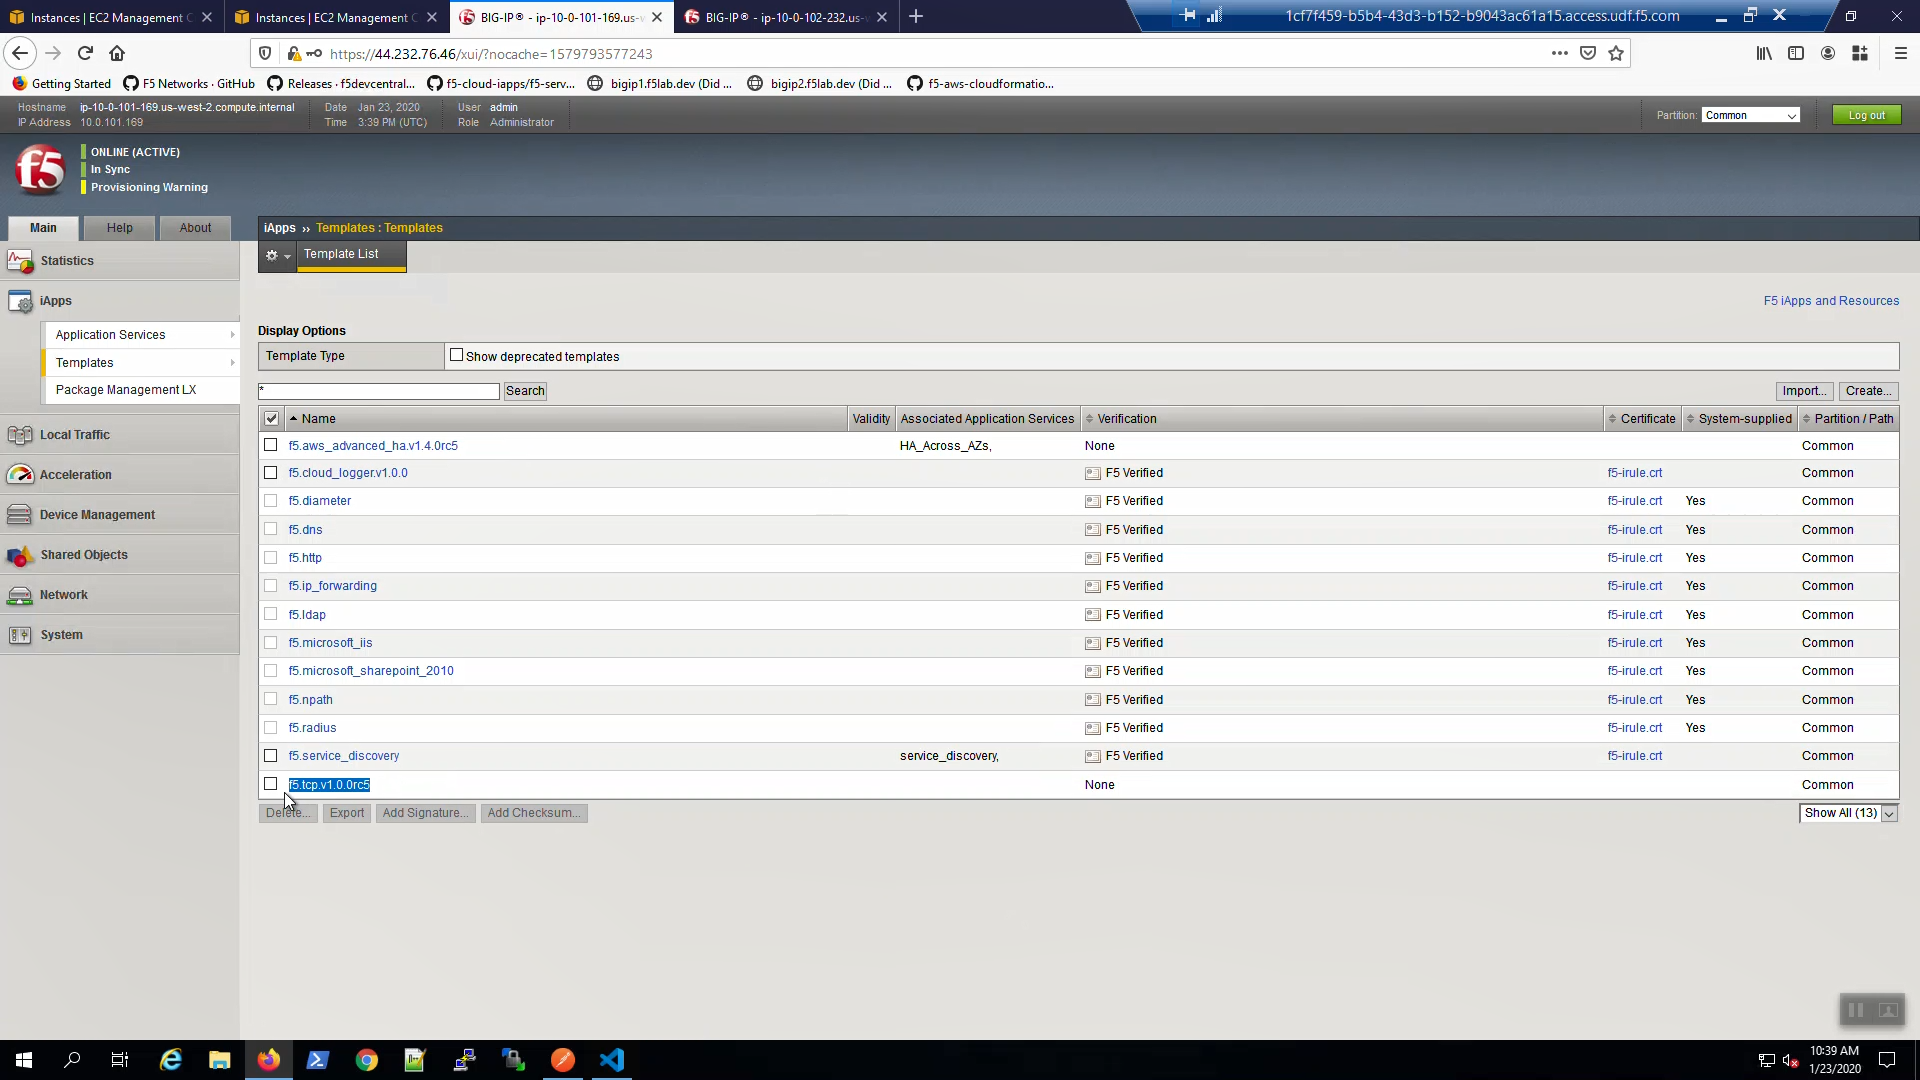 Instances | EC2 Management C
Instances | EC2 Management C
BIG-IP® - ip-10-0-101-169.us-w
BIG-IP® - ip-10-0-102-232.us-w
1cf7f459-b5b4-43d3-b152-b9043ac61a15.access.udf.f5.com
https://44.232.76.46/xui/?nocache=1579793577243
Getting Started
F5 Networks · GitHub
Releases · f5devcentral...
f5-cloud-iapps/f5-serv...
bigip1.f5lab.dev (Did ...
bigip2.f5lab.dev (Did ...
f5-aws-cloudformatio...
Hostname ip-10-0-101-169.us-west-2.compute.internal
Date Jan 23, 2020
User admin
IP Address 10.0.101.169
Time 3:39 PM (UTC)
Role Administrator
Partition: Common
Log out
f5
ONLINE (ACTIVE)
In Sync
Provisioning Warning
Main
Help
About
iApps ›› Templates : Templates
Template List
Statistics
iApps
Application Services
Templates
Package Management LX
Local Traffic
Acceleration
Device Management
Shared Objects
Network
System
F5 iApps and Resources
Display Options
Template Type Show deprecated templates
* Search Import... Create...
Name Validity Associated Application Services Verification Certificate System-supplied Partition / Path
f5.aws_advanced_ha.v1.4.0rc5 HA_Across_AZs, None Common
f5.cloud_logger.v1.0.0 F5 Verified f5-irule.crt Common
f5.diameter F5 Verified f5-irule.crt Yes Common
f5.dns F5 Verified f5-irule.crt Yes Common
f5.http F5 Verified f5-irule.crt Yes Common
f5.ip_forwarding F5 Verified f5-irule.crt Yes Common
f5.ldap F5 Verified f5-irule.crt Yes Common
f5.microsoft_iis F5 Verified f5-irule.crt Yes Common
f5.microsoft_sharepoint_2010 F5 Verified f5-irule.crt Yes Common
f5.npath F5 Verified f5-irule.crt Yes Common
f5.radius F5 Verified f5-irule.crt Yes Common
f5.service_discovery service_discovery, F5 Verified f5-irule.crt Common
f5.tcp.v1.0.0rc5 None Common
Delete... Export Add Signature... Add Checksum... Show All (13)
10:39 AM
1/23/2020